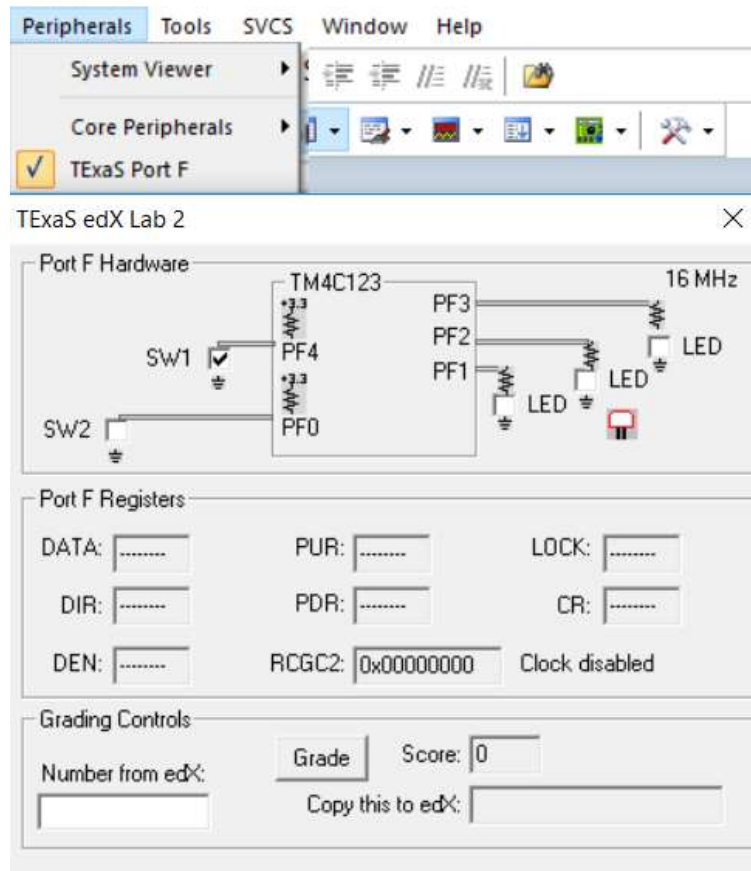 Peripherals Tools SVCS Window Help
System Viewer
Core Peripherals
TExaS Port F
TExaS edX Lab 2
Port F Hardware
TM4C123
16 MHz
+3.3
PF3
SW1
PF4
PF2
LED
+3.3
PF1
LED
LED
SW2
PF0
Port F Registers
DATA: -------- PUR: -------- LOCK: --------
DIR: -------- PDR: -------- CR: --------
DEN: -------- RCGC2: 0x00000000 Clock disabled
Grading Controls
Number from edX:
Grade Score: 0
Copy this to edX: